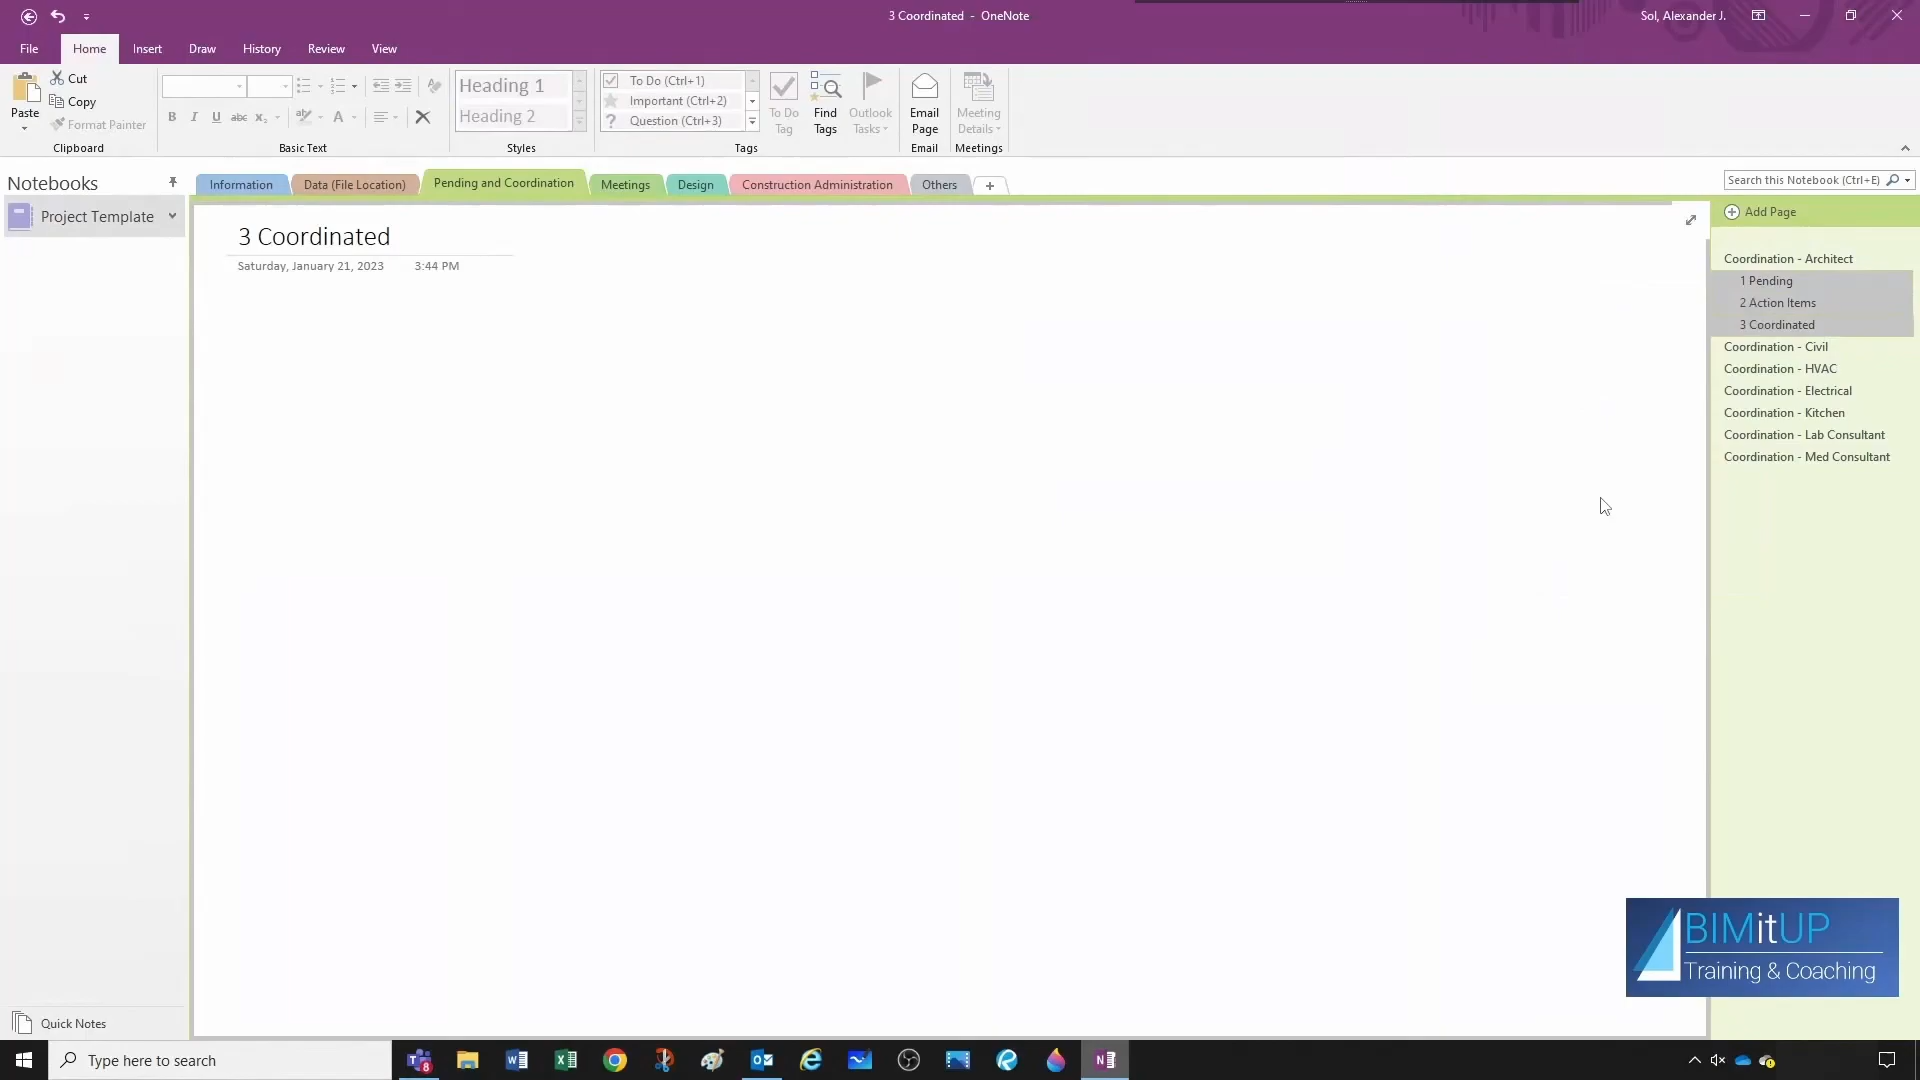 3 Coordinated - OneNote
Sol, Alexander J.
File
Home
Insert
Draw
History
Review
View
Paste
Cut
Copy
Format Painter
Clipboard
B I U abc X₂
A
Basic Text
Heading 1
Heading 2
Styles
To Do (Ctrl+1)
Important (Ctrl+2)
Question (Ctrl+3)
To Do
Tag
Find
Tags
Outlook
Tasks
Tags
Email
Page
Email
Meeting
Details
Meetings
Notebooks
Project Template
Information
Data (File Location)
Pending and Coordination
Meetings
Design
Construction Administration
Others
Search this Notebook (Ctrl+E)
3 Coordinated
Saturday, January 21, 2023 3:44 PM
Add Page
Coordination - Architect
1 Pending
2 Action Items
3 Coordinated
Coordination - Civil
Coordination - HVAC
Coordination - Electrical
Coordination - Kitchen
Coordination - Lab Consultant
Coordination - Med Consultant
BIMitUP
Training & Coaching
Quick Notes
Type here to search
8